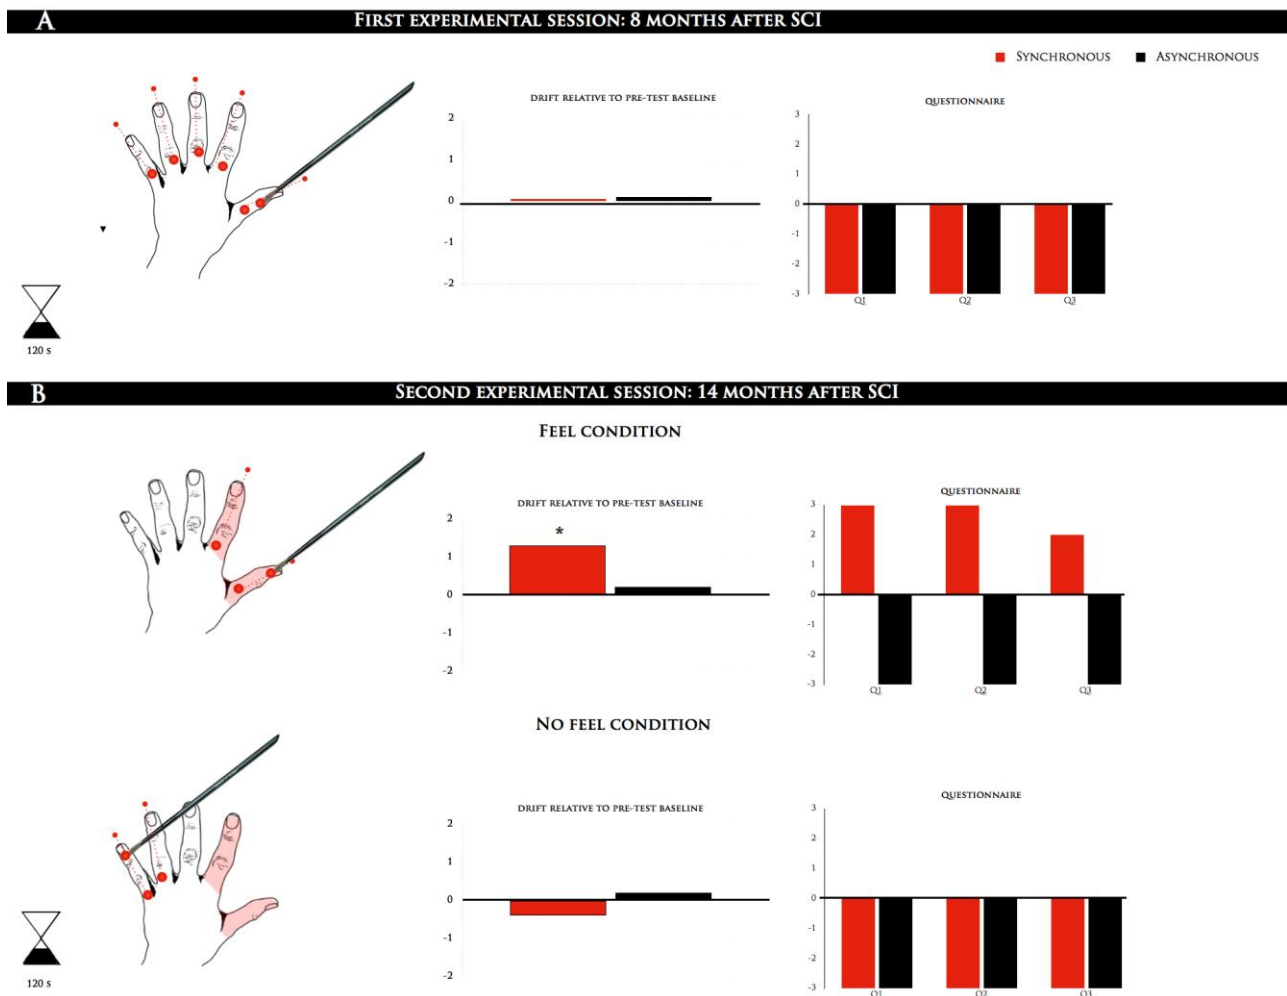 A
FIRST EXPERIMENTAL SESSION: 8 MONTHS AFTER SCI
SYNCHRONOUS ASYNCHRONOUS
DRIFT RELATIVE TO PRE-TEST BASELINE
2
1
0
-1
-2
QUESTIONNAIRE
3
2
1
0
-1
-2
-3
Q1 Q2 Q3
120 s
B
SECOND EXPERIMENTAL SESSION: 14 MONTHS AFTER SCI
FEEL CONDITION
DRIFT RELATIVE TO PRE-TEST BASELINE
2
*
1
0
-1
-2
QUESTIONNAIRE
3
2
1
0
-1
-2
-3
Q1 Q2 Q3
NO FEEL CONDITION
DRIFT RELATIVE TO PRE-TEST BASELINE
2
1
0
-1
-2
QUESTIONNAIRE
3
2
1
0
-1
-2
-3
Q1 Q2 Q3
120 s